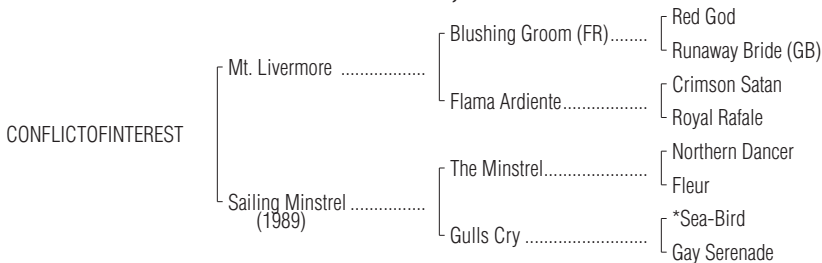 Red God
Blushing Groom (FR)........
Runaway Bride (GB)
Mt. Livermore ..................
Crimson Satan
Flama Ardiente..................
Royal Rafale
CONFLICTOFINTEREST
Northern Dancer
The Minstrel......................
Fleur
Sailing Minstrel ................
(1989)
*Sea-Bird
Gulls Cry ..........................
Gay Serenade